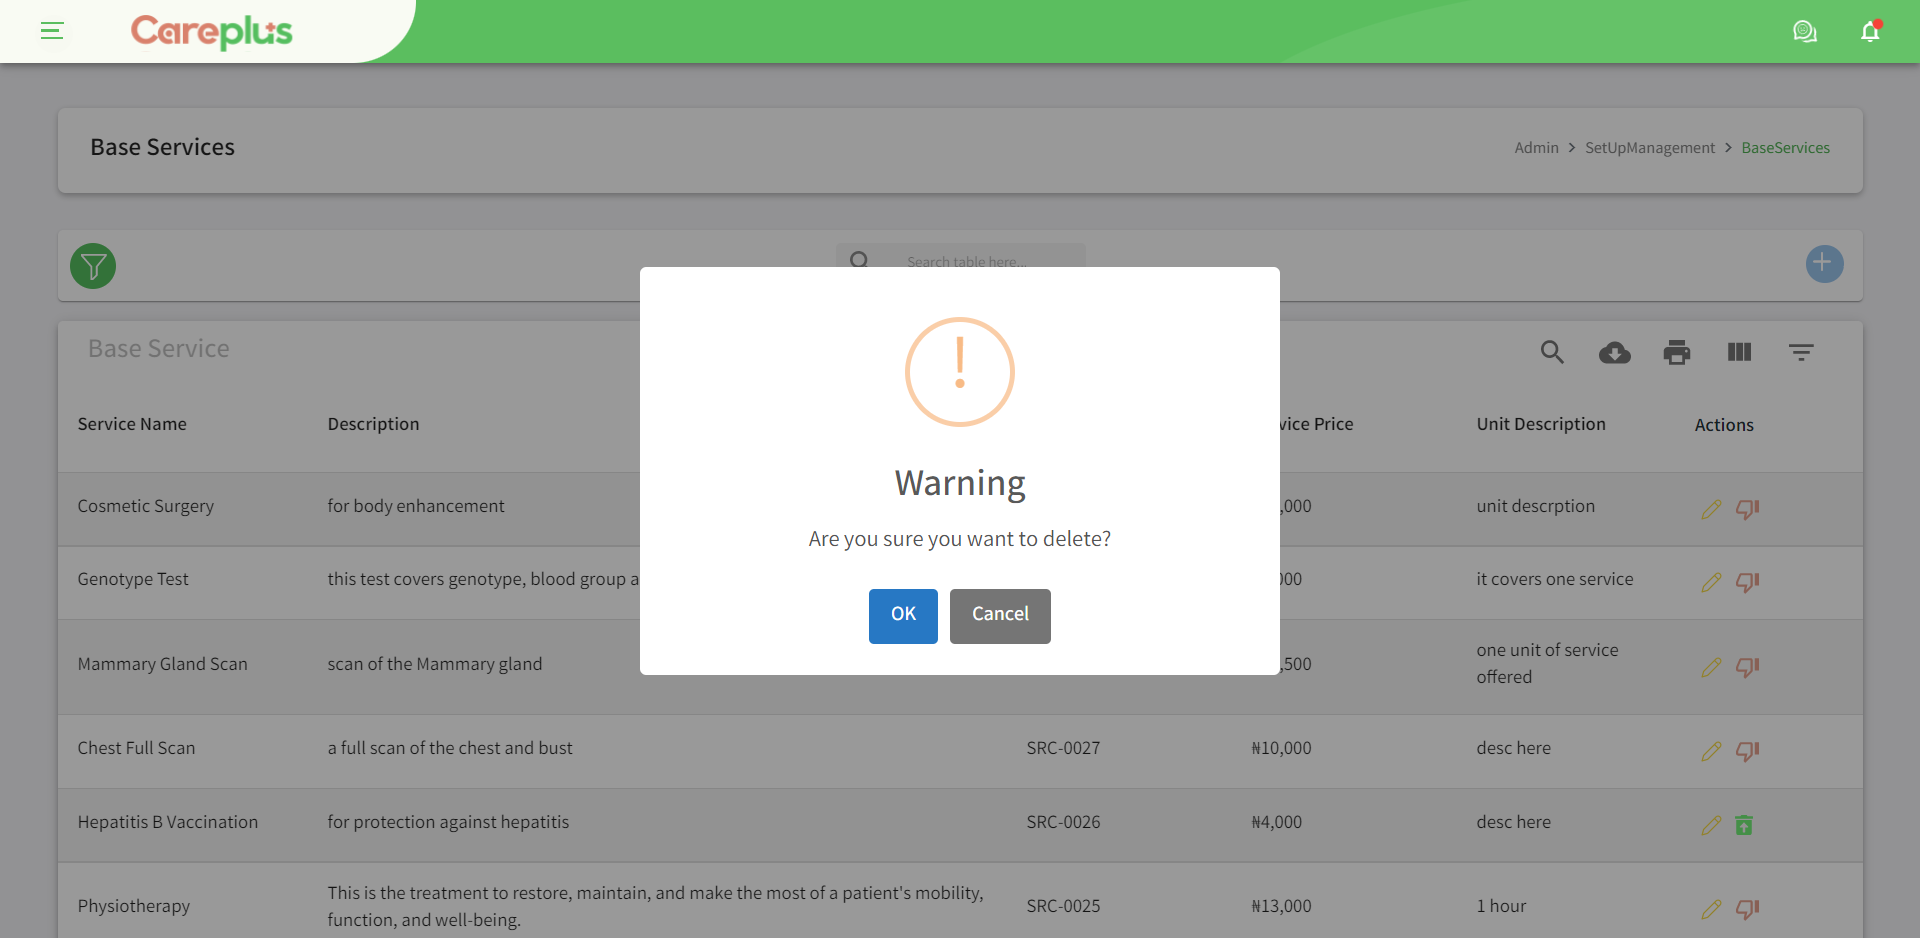 Careplus
Base Services
Admin > SetUpManagement > BaseServices
Search table here...
Base Service
Service Name Description vice Price Unit Description Actions
Cosmetic Surgery for body enhancement ,000 unit descrption
Genotype Test this test covers genotype, blood group a 000 it covers one service
Mammary Gland Scan scan of the Mammary gland ,500 one unit of service
offered
Chest Full Scan a full scan of the chest and bust SRC-0027 ₦10,000 desc here
Hepatitis B Vaccination for protection against hepatitis SRC-0026 ₦4,000 desc here
Physiotherapy This is the treatment to restore, maintain, and make the most of a patient's mobility,
function, and well-being. SRC-0025 ₦13,000 1 hour
!
Warning
Are you sure you want to delete?
OK Cancel